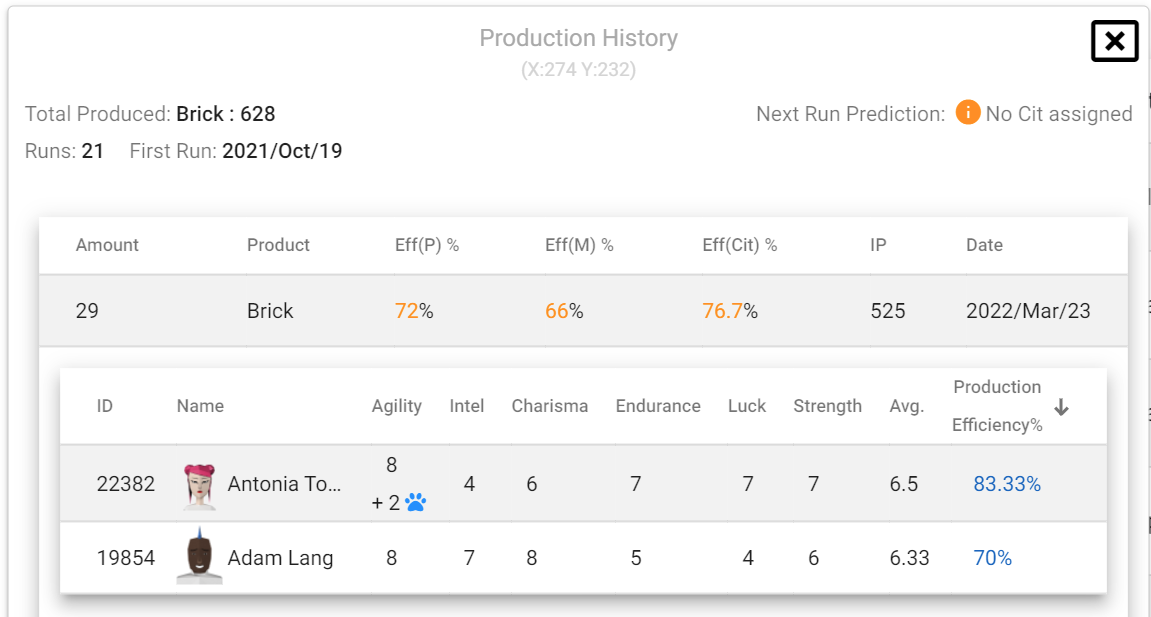 Production History
(X:274 Y:232)
Total Produced: Brick : 628
Next Run Prediction: No Cit assigned
Runs: 21 First Run: 2021/Oct/19
Amount Product Eff(P) % Eff(M) % Eff(Cit) % IP Date
29 Brick 72% 66% 76.7% 525 2022/Mar/23
ID Name Agility Intel Charisma Endurance Luck Strength Avg. Production Efficiency%
22382 Antonia To... 8 + 2 4 6 7 7 7 6.5 83.33%
19854 Adam Lang 8 7 8 5 4 6 6.33 70%